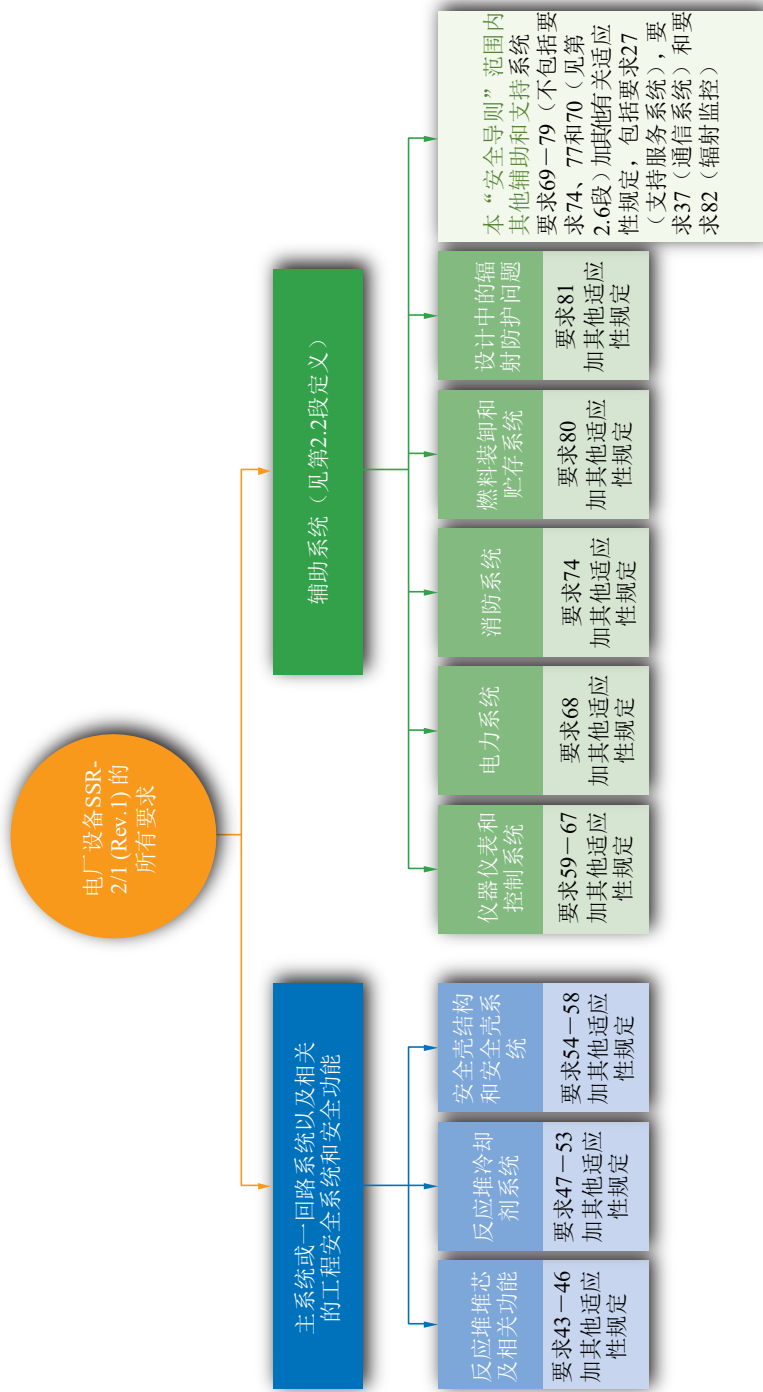 电厂设备SSR-
2/1 (Rev.1) 的
所有要求
主系统或一回路系统以及相关
的工程安全系统和安全功能
辅助系统（见第2.2段定义）
反应堆堆芯
及相关功能
要求43－46
加其他适应
性规定
反应堆冷却
剂系统
要求47－53
加其他适应
性规定
安全壳结构
和安全壳系
统
要求54－58
加其他适应
性规定
仪器仪表和
控制系统
要求59－67
加其他适应
性规定
电力系统
要求68
加其他适应
性规定
消防系统
要求74
加其他适应
性规定
燃料装卸和
贮存系统
要求80
加其他适应
性规定
设计中的辐
射防护问题
要求81
加其他适应
性规定
本“安全导则”范围内
其他辅助和支持系统
要求69－79（不包括要
求74、77和70（见第
2.6段）加其他有关适应
性规定，包括要求27
（支持服务系统），要
求37（通信系统）和要
求82（辐射监控）